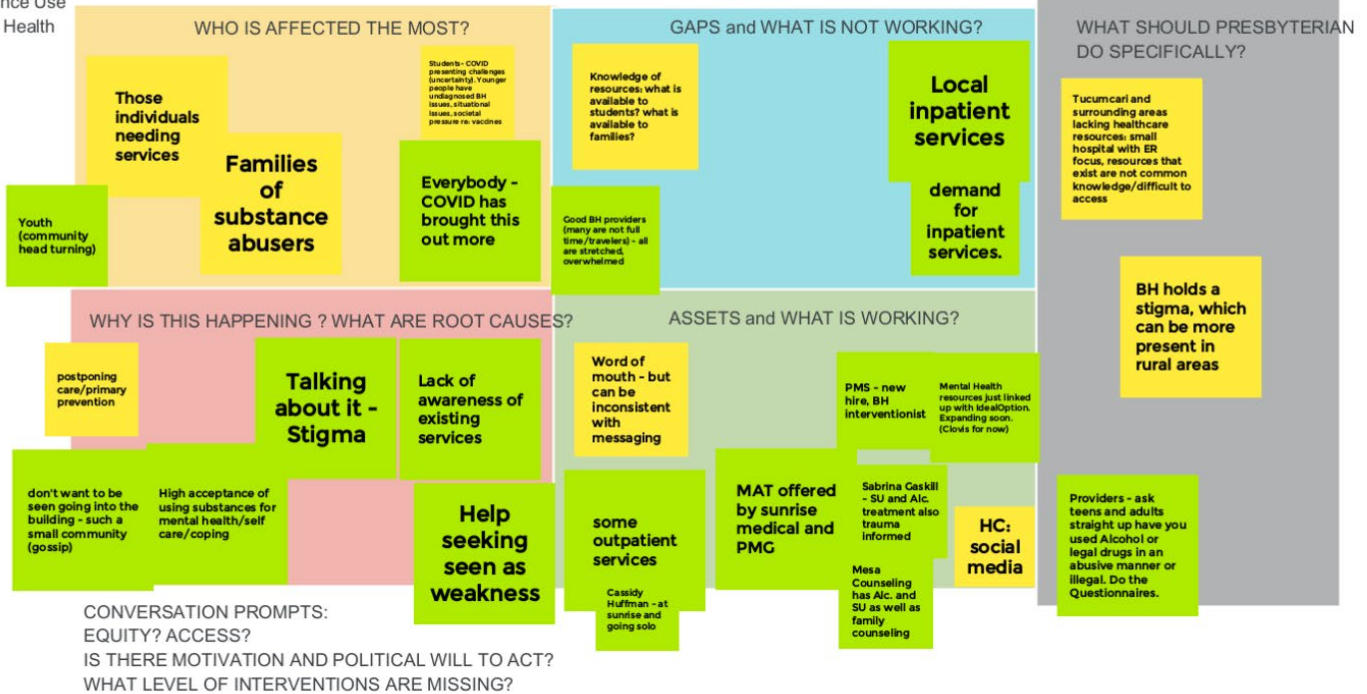 nce Use
Health
WHO IS AFFECTED THE MOST?
Those
individuals
needing
services
Families
of
substance
abusers
Students- COVID
presenting challenges
(uncertainty). Younger
people have
undiagnosed BH
issues, situational
issues, societal
pressure re: vaccines
Everybody -
COVID has
brought this
out more
Youth
(community
head turning)
GAPS and WHAT IS NOT WORKING?
Knowledge of
resources: what is
available to
students? what is
available to
families?
Good BH providers
(many are not full
time/travelers) - all
are stretched,
overwhelmed
Local
inpatient
services
demand
for
inpatient
services.
WHAT SHOULD PRESBYTERIAN
DO SPECIFICALLY?
Tucumcari and
surrounding areas
lacking healthcare
resources: small
hospital with ER
focus, resources that
exist are not common
knowledge/difficult to
access
BH holds a
stigma, which
can be more
present in
rural areas
Providers - ask
teens and adults
straight up have you
used Alcohol or
legal drugs in an
abusive manner or
illegal. Do the
Questionnaires.
WHY IS THIS HAPPENING ? WHAT ARE ROOT CAUSES?
postponing
care/primary
prevention
Talking
about it -
Stigma
Lack of
awareness of
existing
services
don't want to be
seen going into the
building - such a
small community
(gossip)
High acceptance of
using substances for
mental health/self
care/coping
Help
seeking
seen as
weakness
ASSETS and WHAT IS WORKING?
Word of
mouth - but
can be
inconsistent
with
messaging
PMS - new
hire, BH
interventionist
Mental Health
resources just linked
up with IdealOption.
Expanding soon.
(Clovis for now)
some
outpatient
services
Cassidy
Huffman - at
sunrise and
going solo
MAT offered
by sunrise
medical and
PMG
Sabrina Gaskill
- SU and Alc.
treatment also
trauma
informed
Mesa
Counseling
has Alc. and
SU as well as
family
counseling
HC:
social
media
CONVERSATION PROMPTS:
EQUITY? ACCESS?
IS THERE MOTIVATION AND POLITICAL WILL TO ACT?
WHAT LEVEL OF INTERVENTIONS ARE MISSING?